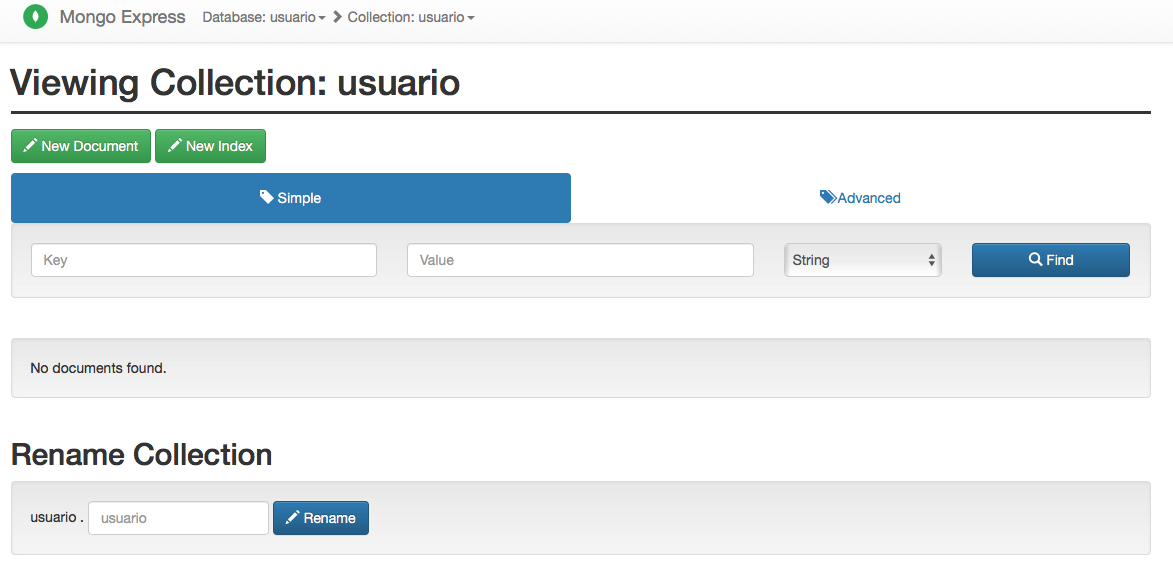 Mongo Express Database: usuario Collection: usuario
Viewing Collection: usuario
New Document New Index
Simple Advanced
Key Value String Find
No documents found.
Rename Collection
usuario . usuario Rename